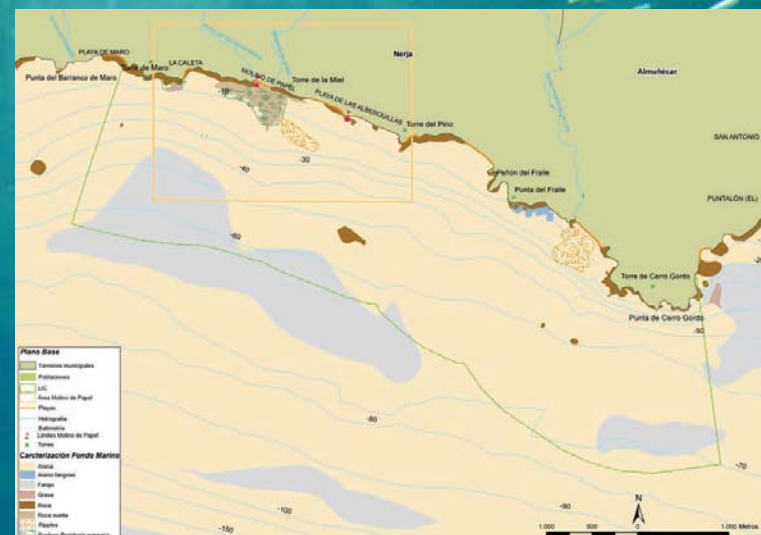 PLAYA DE MARO
Punta del Barranco de Maro
Torre de Maro
LA CALETA
MOLINO DE PAPEL
Torre de la Miel
PLAYA DE LAS ALBERQUILLAS
Torre del Pino
Nerja
Almuñécar
SAN ANTONIO
PUNTALÓN (EL)
Peñón del Fraile
Punta del Fraile
Torre de Cerro Gordo
Punta de Cerro Gordo
-10
-30
-40
-50
-60
-70
-80
-90
-100
-150
Plano Base
Términos municipales
Poblaciones
LIC
Área Molino de Papel
Playas
Hidrografía
Batimetría
Límites Molino de Papel
Torres
Carcterización Fondo Marino
Arena
Arena fangosa
Fango
Grava
Roca
Roca suelta
Ripples
N
1.000 500 0 1.000 Metros